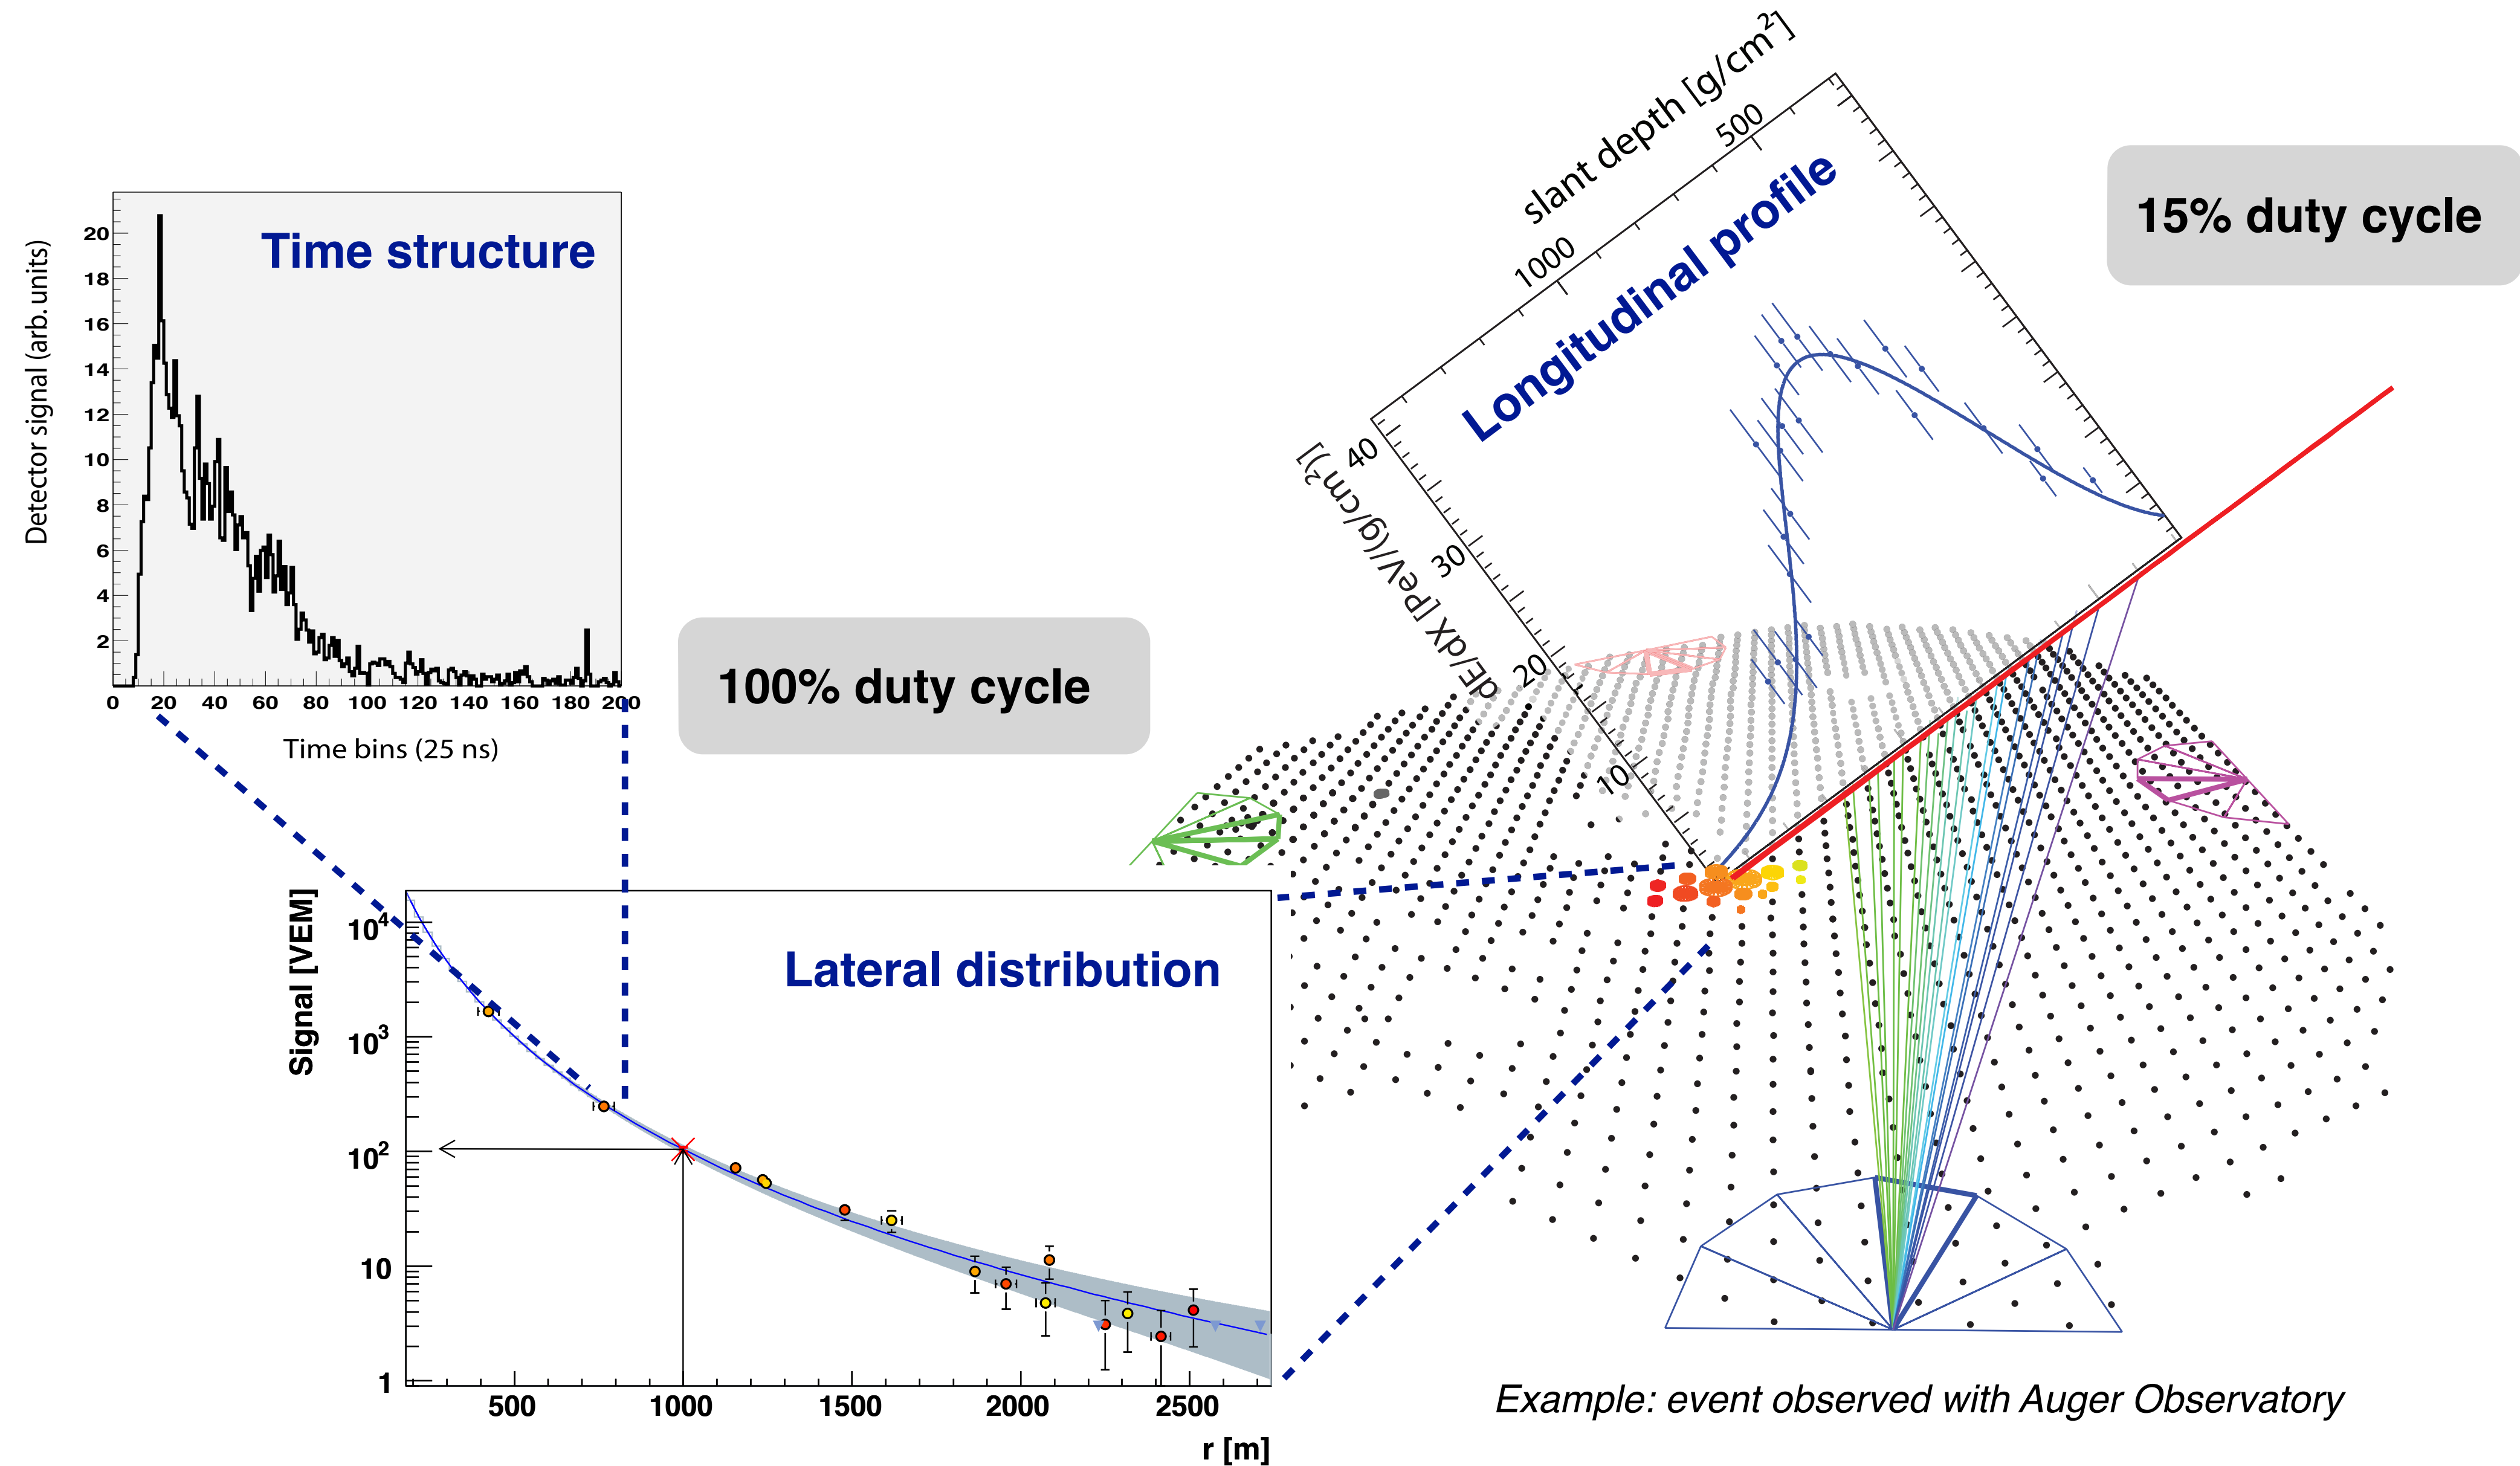 Time structure
Detector signal (arb. units)
20
18
16
14
12
10
8
6
4
2
0 20 40 60 80 100 120 140 160 180 200
Time bins (25 ns)
100% duty cycle
15% duty cycle
slant depth [g/cm²]
500
1000
Longitudinal profile
dE/dX [PeV/(g/cm²)]
40
30
20
10
Lateral distribution
Signal [VEM]
10⁴
10³
10²
10
1
500 1000 1500 2000 2500
r [m]
Example: event observed with Auger Observatory